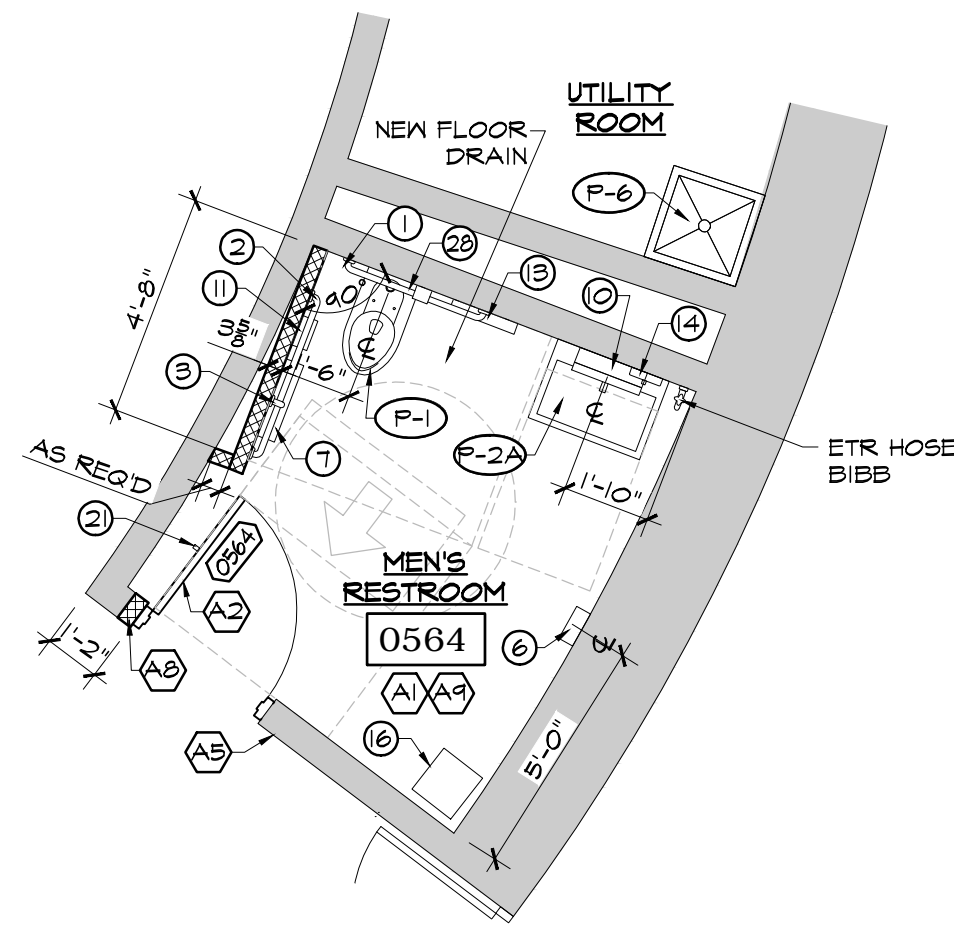 UTILITY
ROOM
NEW FLOOR
DRAIN
P-6
1
28
2
13
11
10
90°
14
4'-8"
3 5/8"
1'-6"
3
℄
P-1
℄
7
P-2A
ETR HOSE
BIBB
AS REQ'D
1'-10"
21
0564
MEN'S
RESTROOM
A2
0564
6
1'-2"
A8
A1
A9
16
A5
5'-0"